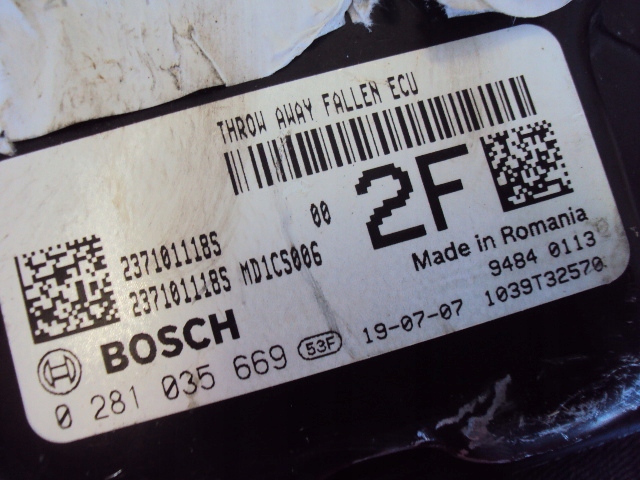 THROW AWAY FALLEN ECU
2F
00
237101118S
237101118S MD1CS006
Made in Romania
9484 0113
BOSCH
0 281 035 669 53F 19-07-07 1039T32570